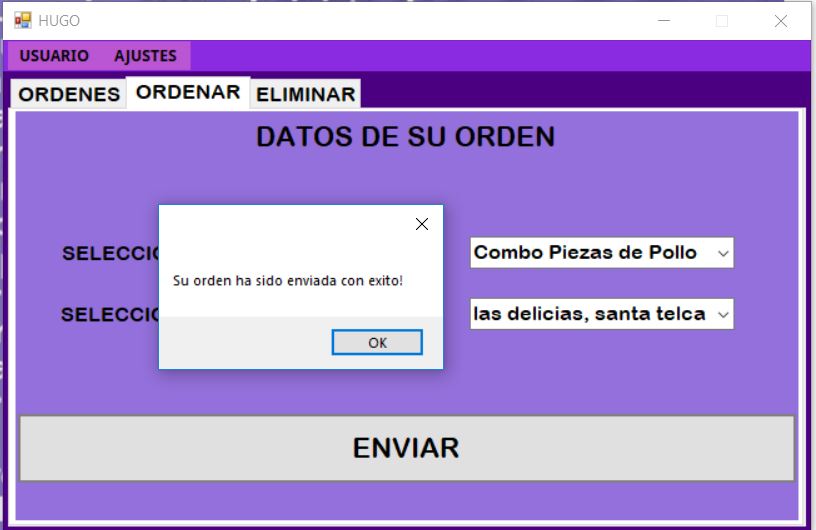 HUGO
USUARIO AJUSTES
ORDENES ORDENAR ELIMINAR
DATOS DE SU ORDEN
SELECCIO Combo Piezas de Pollo
Su orden ha sido enviada con exito!
SELECCIO las delicias, santa telca
OK
ENVIAR